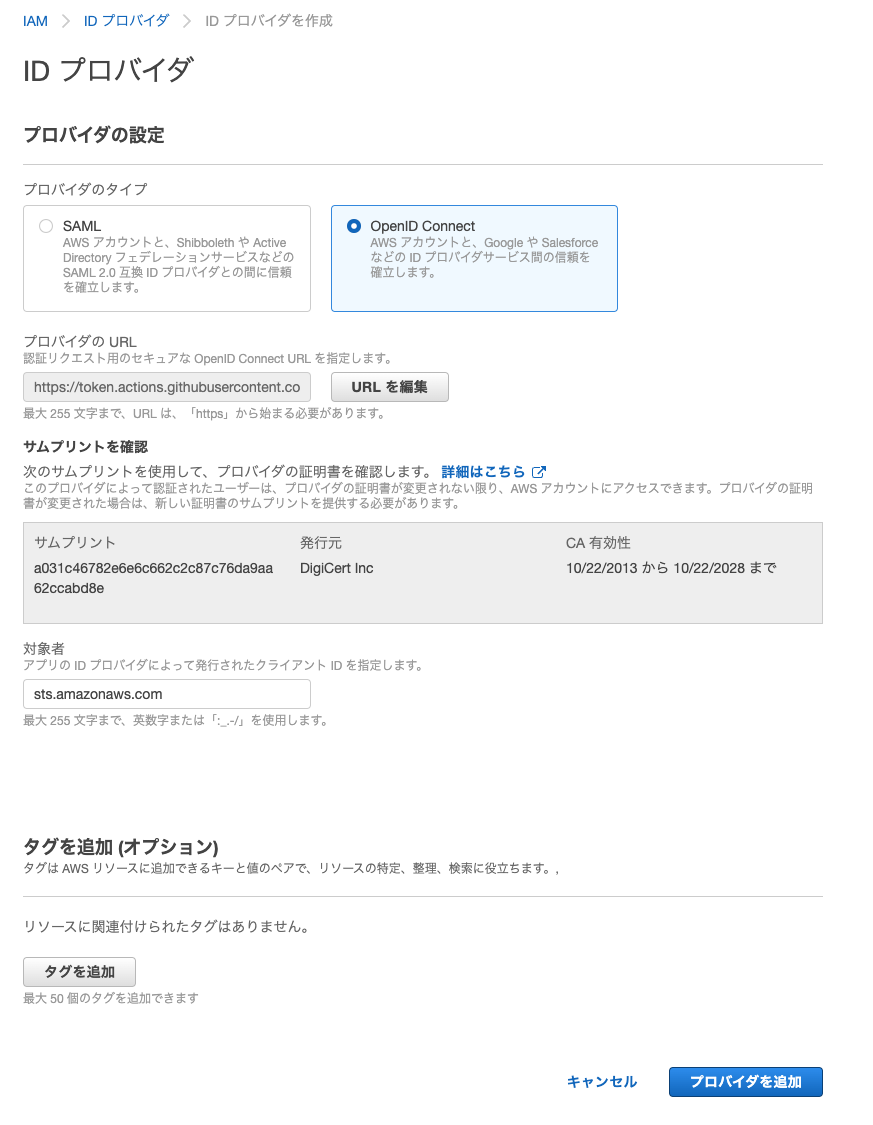 IAM > ID プロバイダ > ID プロバイダを作成
ID プロバイダ
プロバイダの設定
プロバイダのタイプ
SAML
AWS アカウントと、Shibboleth や Active
Directory フェデレーションサービスなどの
SAML 2.0 互換 ID プロバイダとの間に信頼
を確立します。
OpenID Connect
AWS アカウントと、Google や Salesforce
などの ID プロバイダサービス間の信頼を
確立します。
プロバイダの URL
認証リクエスト用のセキュアな OpenID Connect URL を指定します。
https://token.actions.githubusercontent.co
URL を編集
最大 255 文字まで、URL は、「https」から始まる必要があります。
サムプリントを確認
次のサムプリントを使用して、プロバイダの証明書を確認します。 詳細はこちら
このプロバイダによって認証されたユーザーは、プロバイダの証明書が変更されない限り、AWS アカウントにアクセスできます。プロバイダの証明
書が変更された場合は、新しい証明書のサムプリントを提供する必要があります。
サムプリント 発行元 CA 有効性
a031c46782e6e6c662c2c87c76da9aa DigiCert Inc 10/22/2013 から 10/22/2028 まで
62ccabd8e
対象者
アプリの ID プロバイダによって発行されたクライアント ID を指定します。
sts.amazonaws.com
最大 255 文字まで、英数字または「:_.-/」を使用します。
タグを追加 (オプション)
タグは AWS リソースに追加できるキーと値のペアで、リソースの特定、整理、検索に役立ちます。,
リソースに関連付けられたタグはありません。
タグを追加
最大 50 個のタグを追加できます
キャンセル
プロバイダを追加